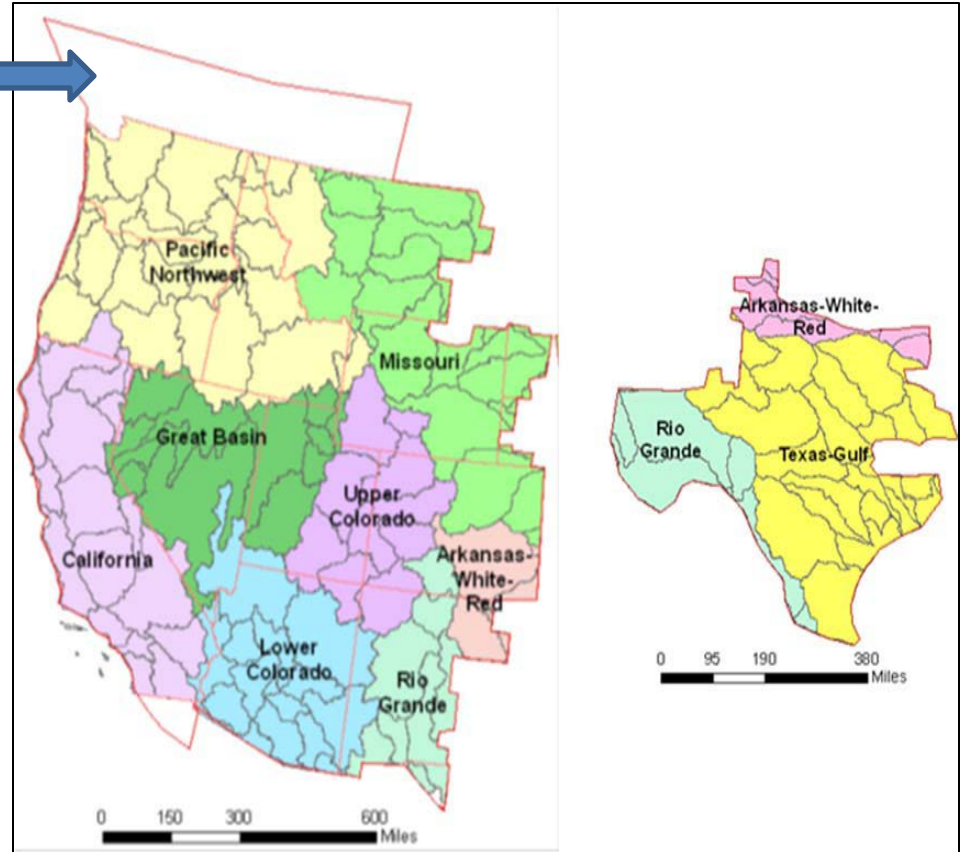 Pacific
Northwest
Missouri
Great Basin
Upper
Colorado
California
Arkansas-
White-
Red
Lower
Colorado
Rio
Grande
0 150 300 600
Miles
Arkansas-White-
Red
Rio
Grande
Texas-Gulf
0 95 190 380
Miles